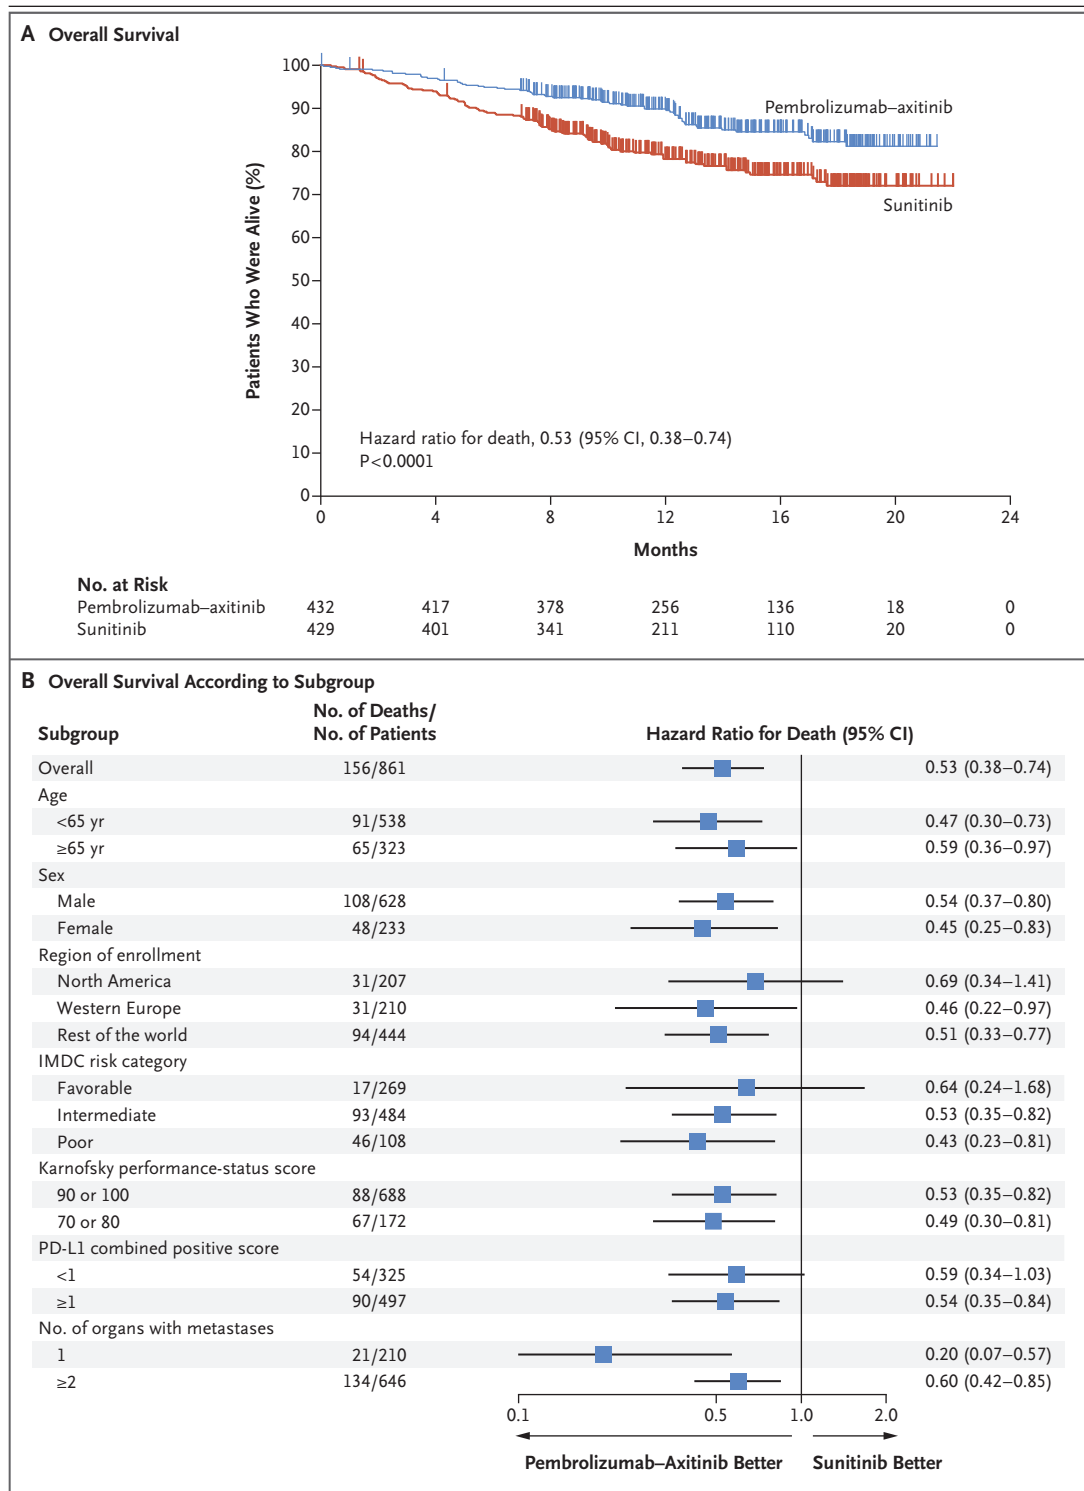 A Overall Survival
100
90
80
70
60
50
40
30
20
10
0
Patients Who Were Alive (%)
Pembrolizumab–axitinib
Sunitinib
Hazard ratio for death, 0.53 (95% CI, 0.38–0.74)
P<0.0001
0 4 8 12 16 20 24
Months
No. at Risk
Pembrolizumab–axitinib 432 417 378 256 136 18 0
Sunitinib 429 401 341 211 110 20 0
B Overall Survival According to Subgroup
Subgroup No. of Deaths/ No. of Patients Hazard Ratio for Death (95% CI)
Overall 156/861 0.53 (0.38–0.74)
Age
<65 yr 91/538 0.47 (0.30–0.73)
≥65 yr 65/323 0.59 (0.36–0.97)
Sex
Male 108/628 0.54 (0.37–0.80)
Female 48/233 0.45 (0.25–0.83)
Region of enrollment
North America 31/207 0.69 (0.34–1.41)
Western Europe 31/210 0.46 (0.22–0.97)
Rest of the world 94/444 0.51 (0.33–0.77)
IMDC risk category
Favorable 17/269 0.64 (0.24–1.68)
Intermediate 93/484 0.53 (0.35–0.82)
Poor 46/108 0.43 (0.23–0.81)
Karnofsky performance-status score
90 or 100 88/688 0.53 (0.35–0.82)
70 or 80 67/172 0.49 (0.30–0.81)
PD-L1 combined positive score
<1 54/325 0.59 (0.34–1.03)
≥1 90/497 0.54 (0.35–0.84)
No. of organs with metastases
1 21/210 0.20 (0.07–0.57)
≥2 134/646 0.60 (0.42–0.85)
0.1 0.5 1.0 2.0
Pembrolizumab–Axitinib Better Sunitinib Better